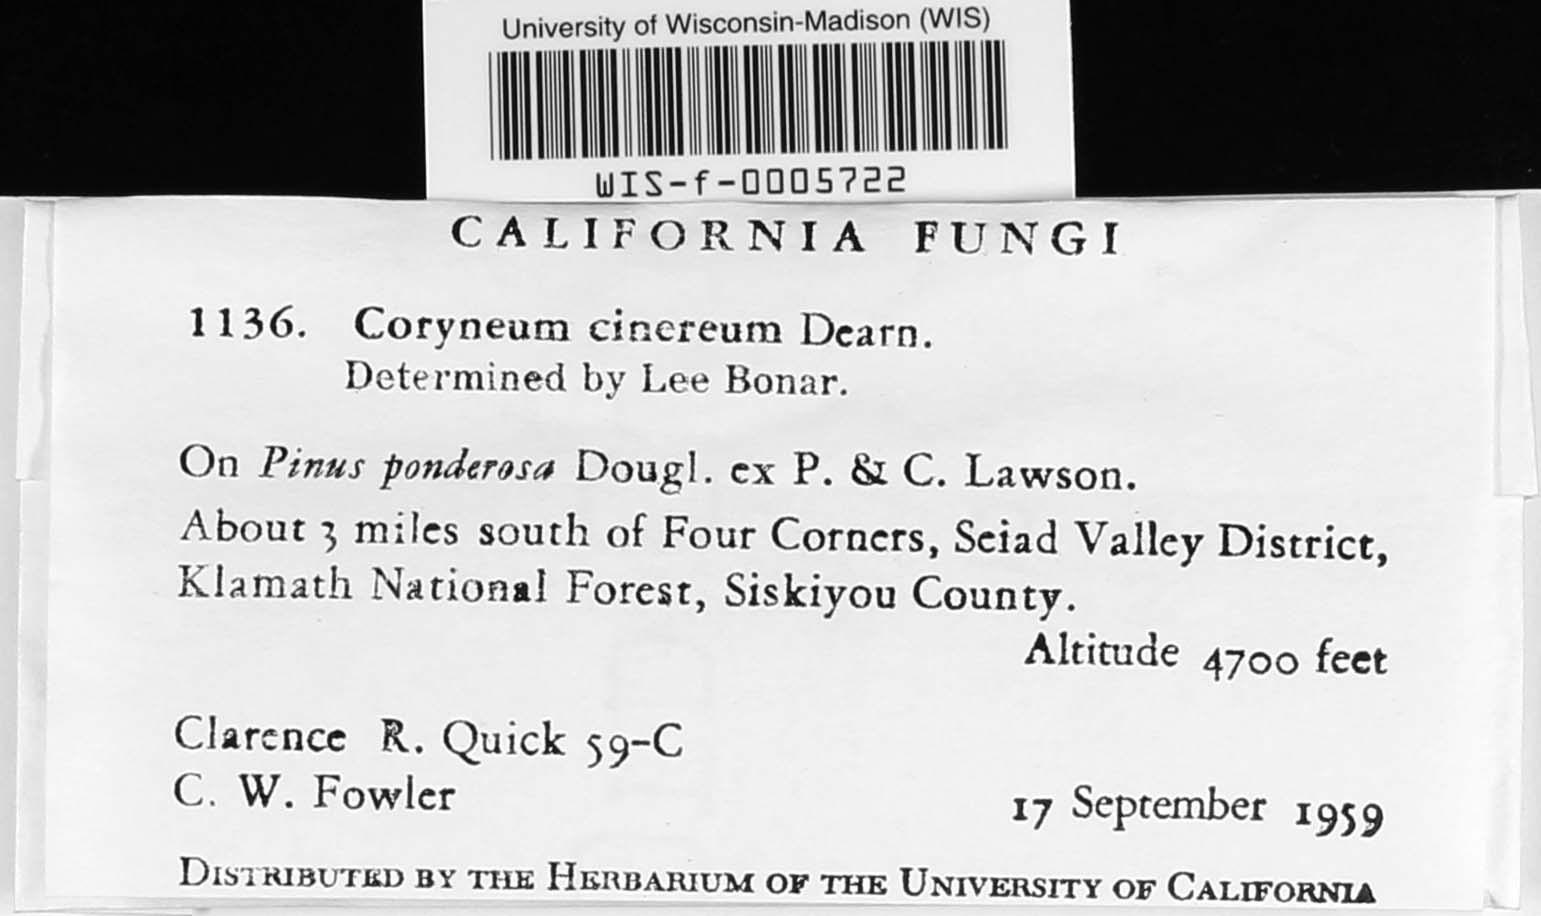 University of Wisconsin-Madison (WIS)
WIS-f-0005722
CALIFORNIA FUNGI
1136. Coryneum cinereum Dearn.
Determined by Lee Bonar.
On Pinus ponderosa Dougl. ex P. & C. Lawson.
About 3 miles south of Four Corners, Seiad Valley District,
Klamath National Forest, Siskiyou County.
Altitude 4700 feet
Clarence R. Quick 59-C
C. W. Fowler
17 September 1959
DISTRIBUTED BY THE HERBARIUM OF THE UNIVERSITY OF CALIFORNIA